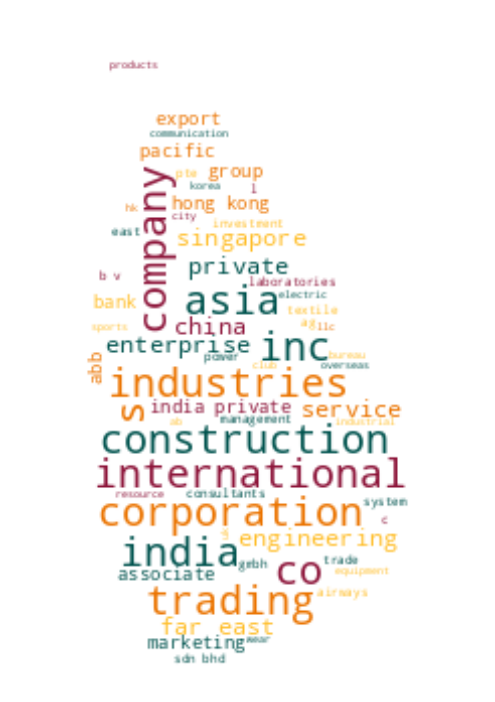 products
export
communication
pacific
pte group
korea l
company
hk hong kong
city
investment
east singapore
private
b v laboratories
asia electric
bank textile
sports china ag llc
enterprise inc
power bureau
club overseas
abb industries
s india private service
ab management industrial
construction
international
resource consultants
corporation system
c
g engineering
india gmbh trade
associate co equipment
trading airways
far east
marketing wear
sdn bhd